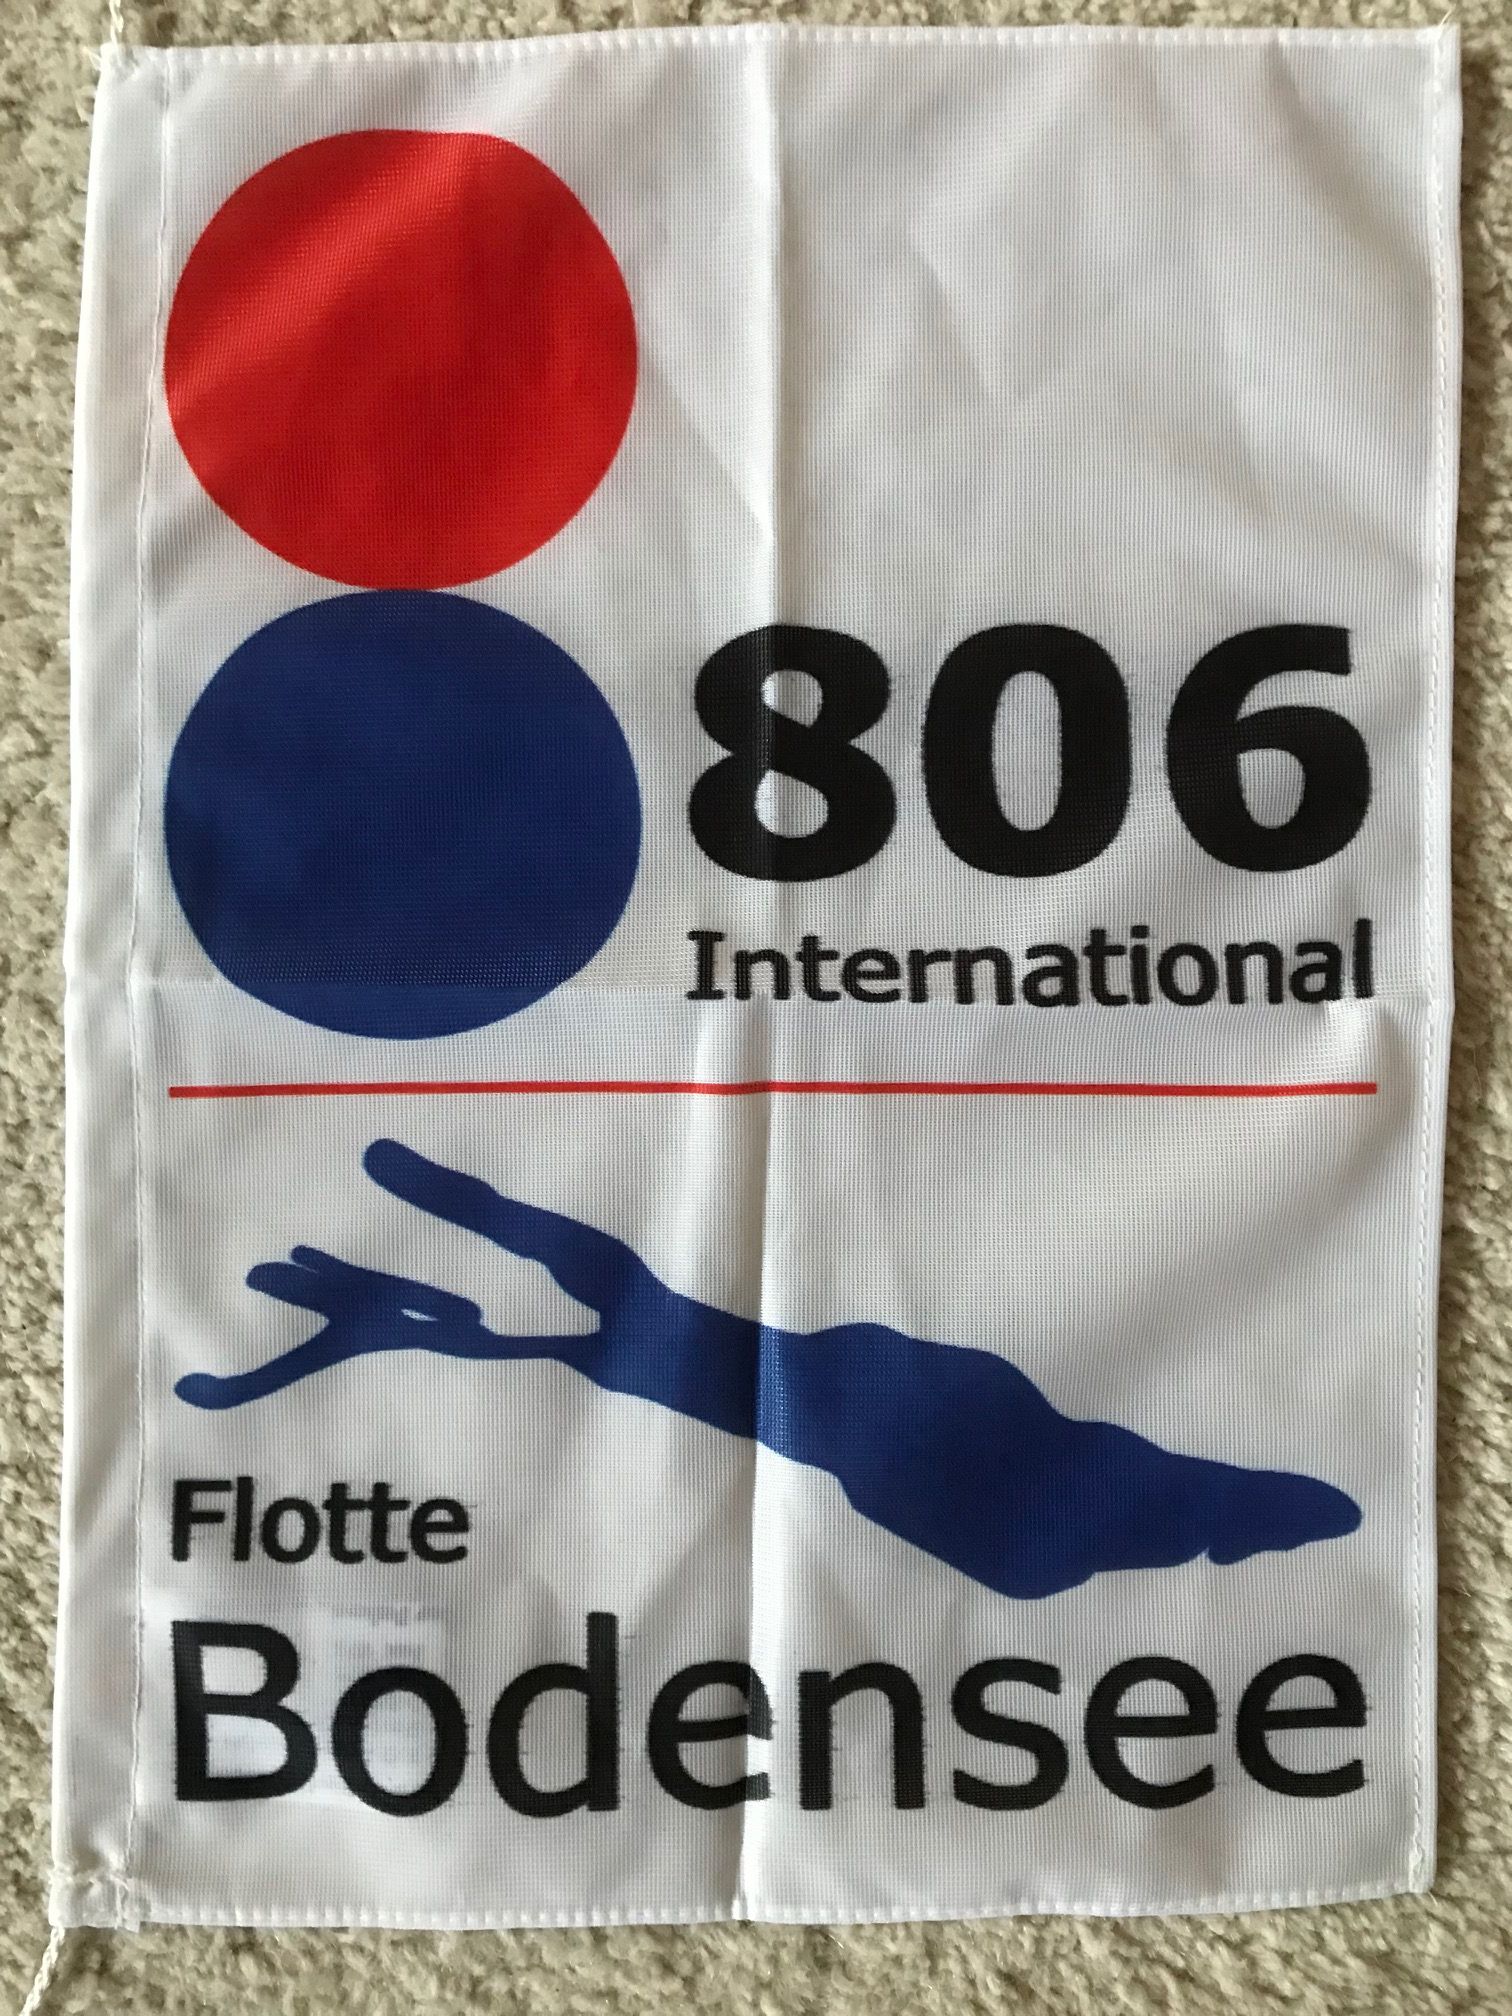 806
International
Flotte
Bodensee